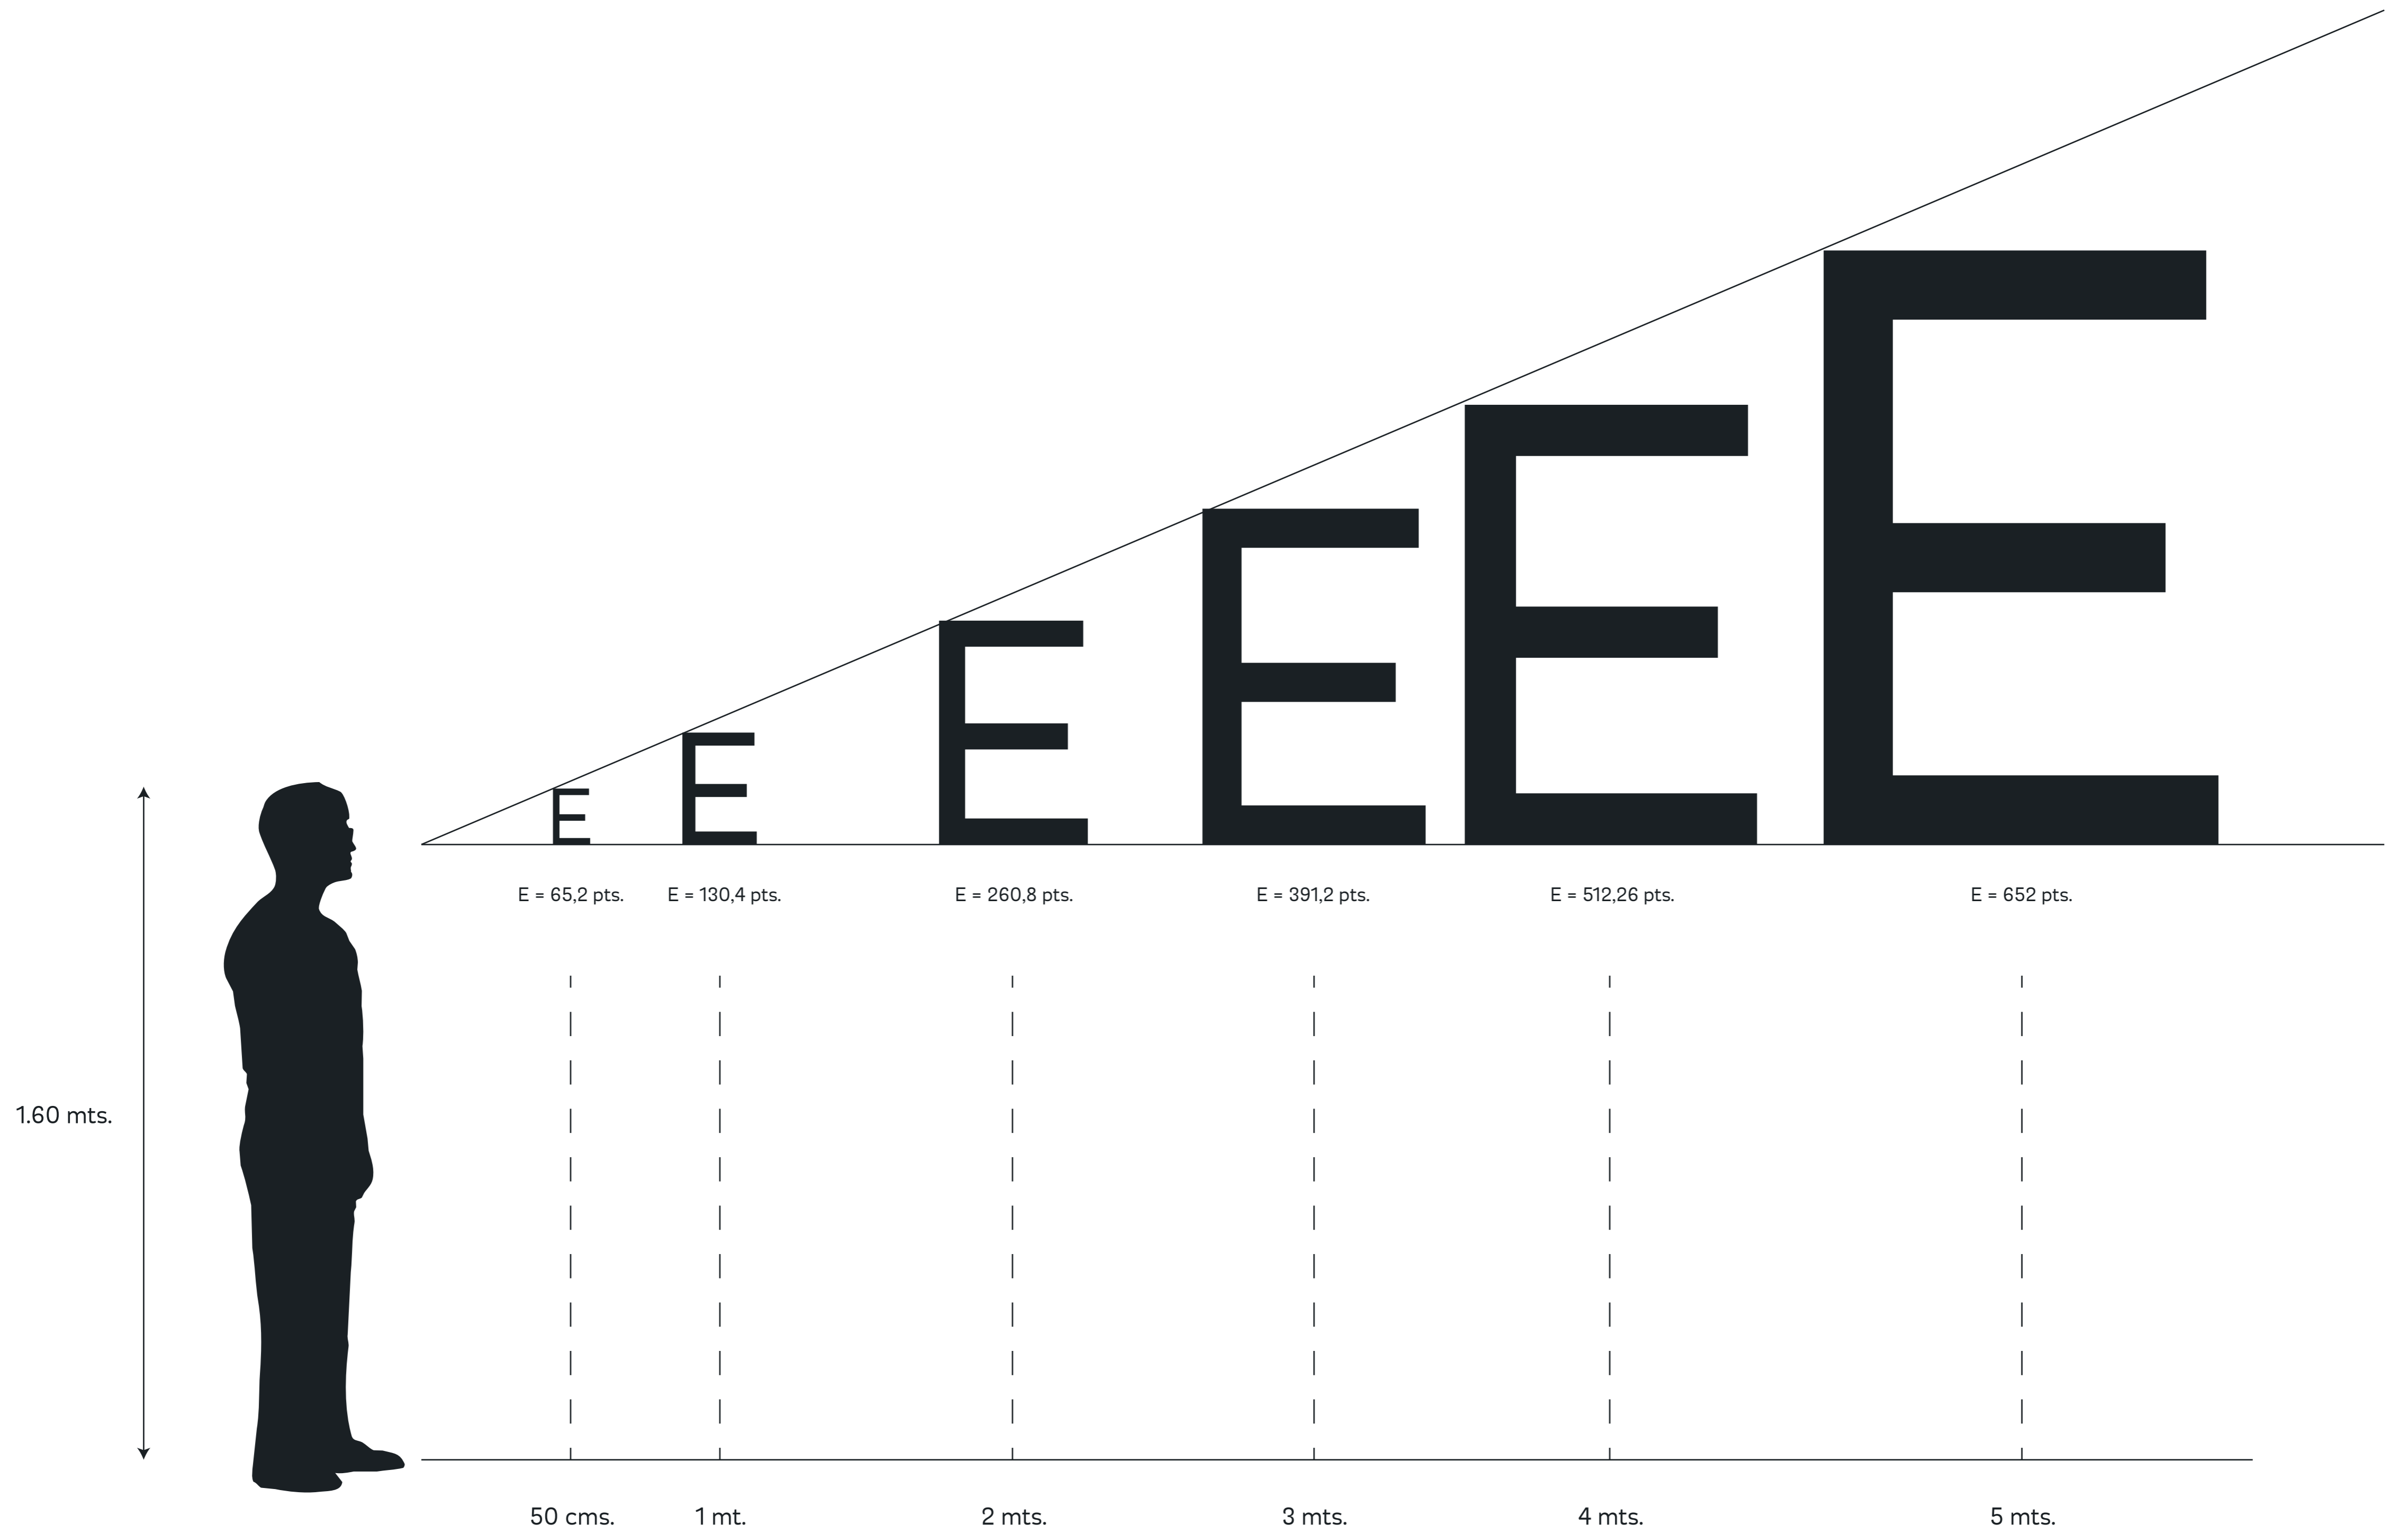 E
E
E
E
E
E
E = 65,2 pts.
E = 130,4 pts.
E = 260,8 pts.
E = 391,2 pts.
E = 512,26 pts.
E = 652 pts.
1.60 mts.
50 cms.
1 mt.
2 mts.
3 mts.
4 mts.
5 mts.